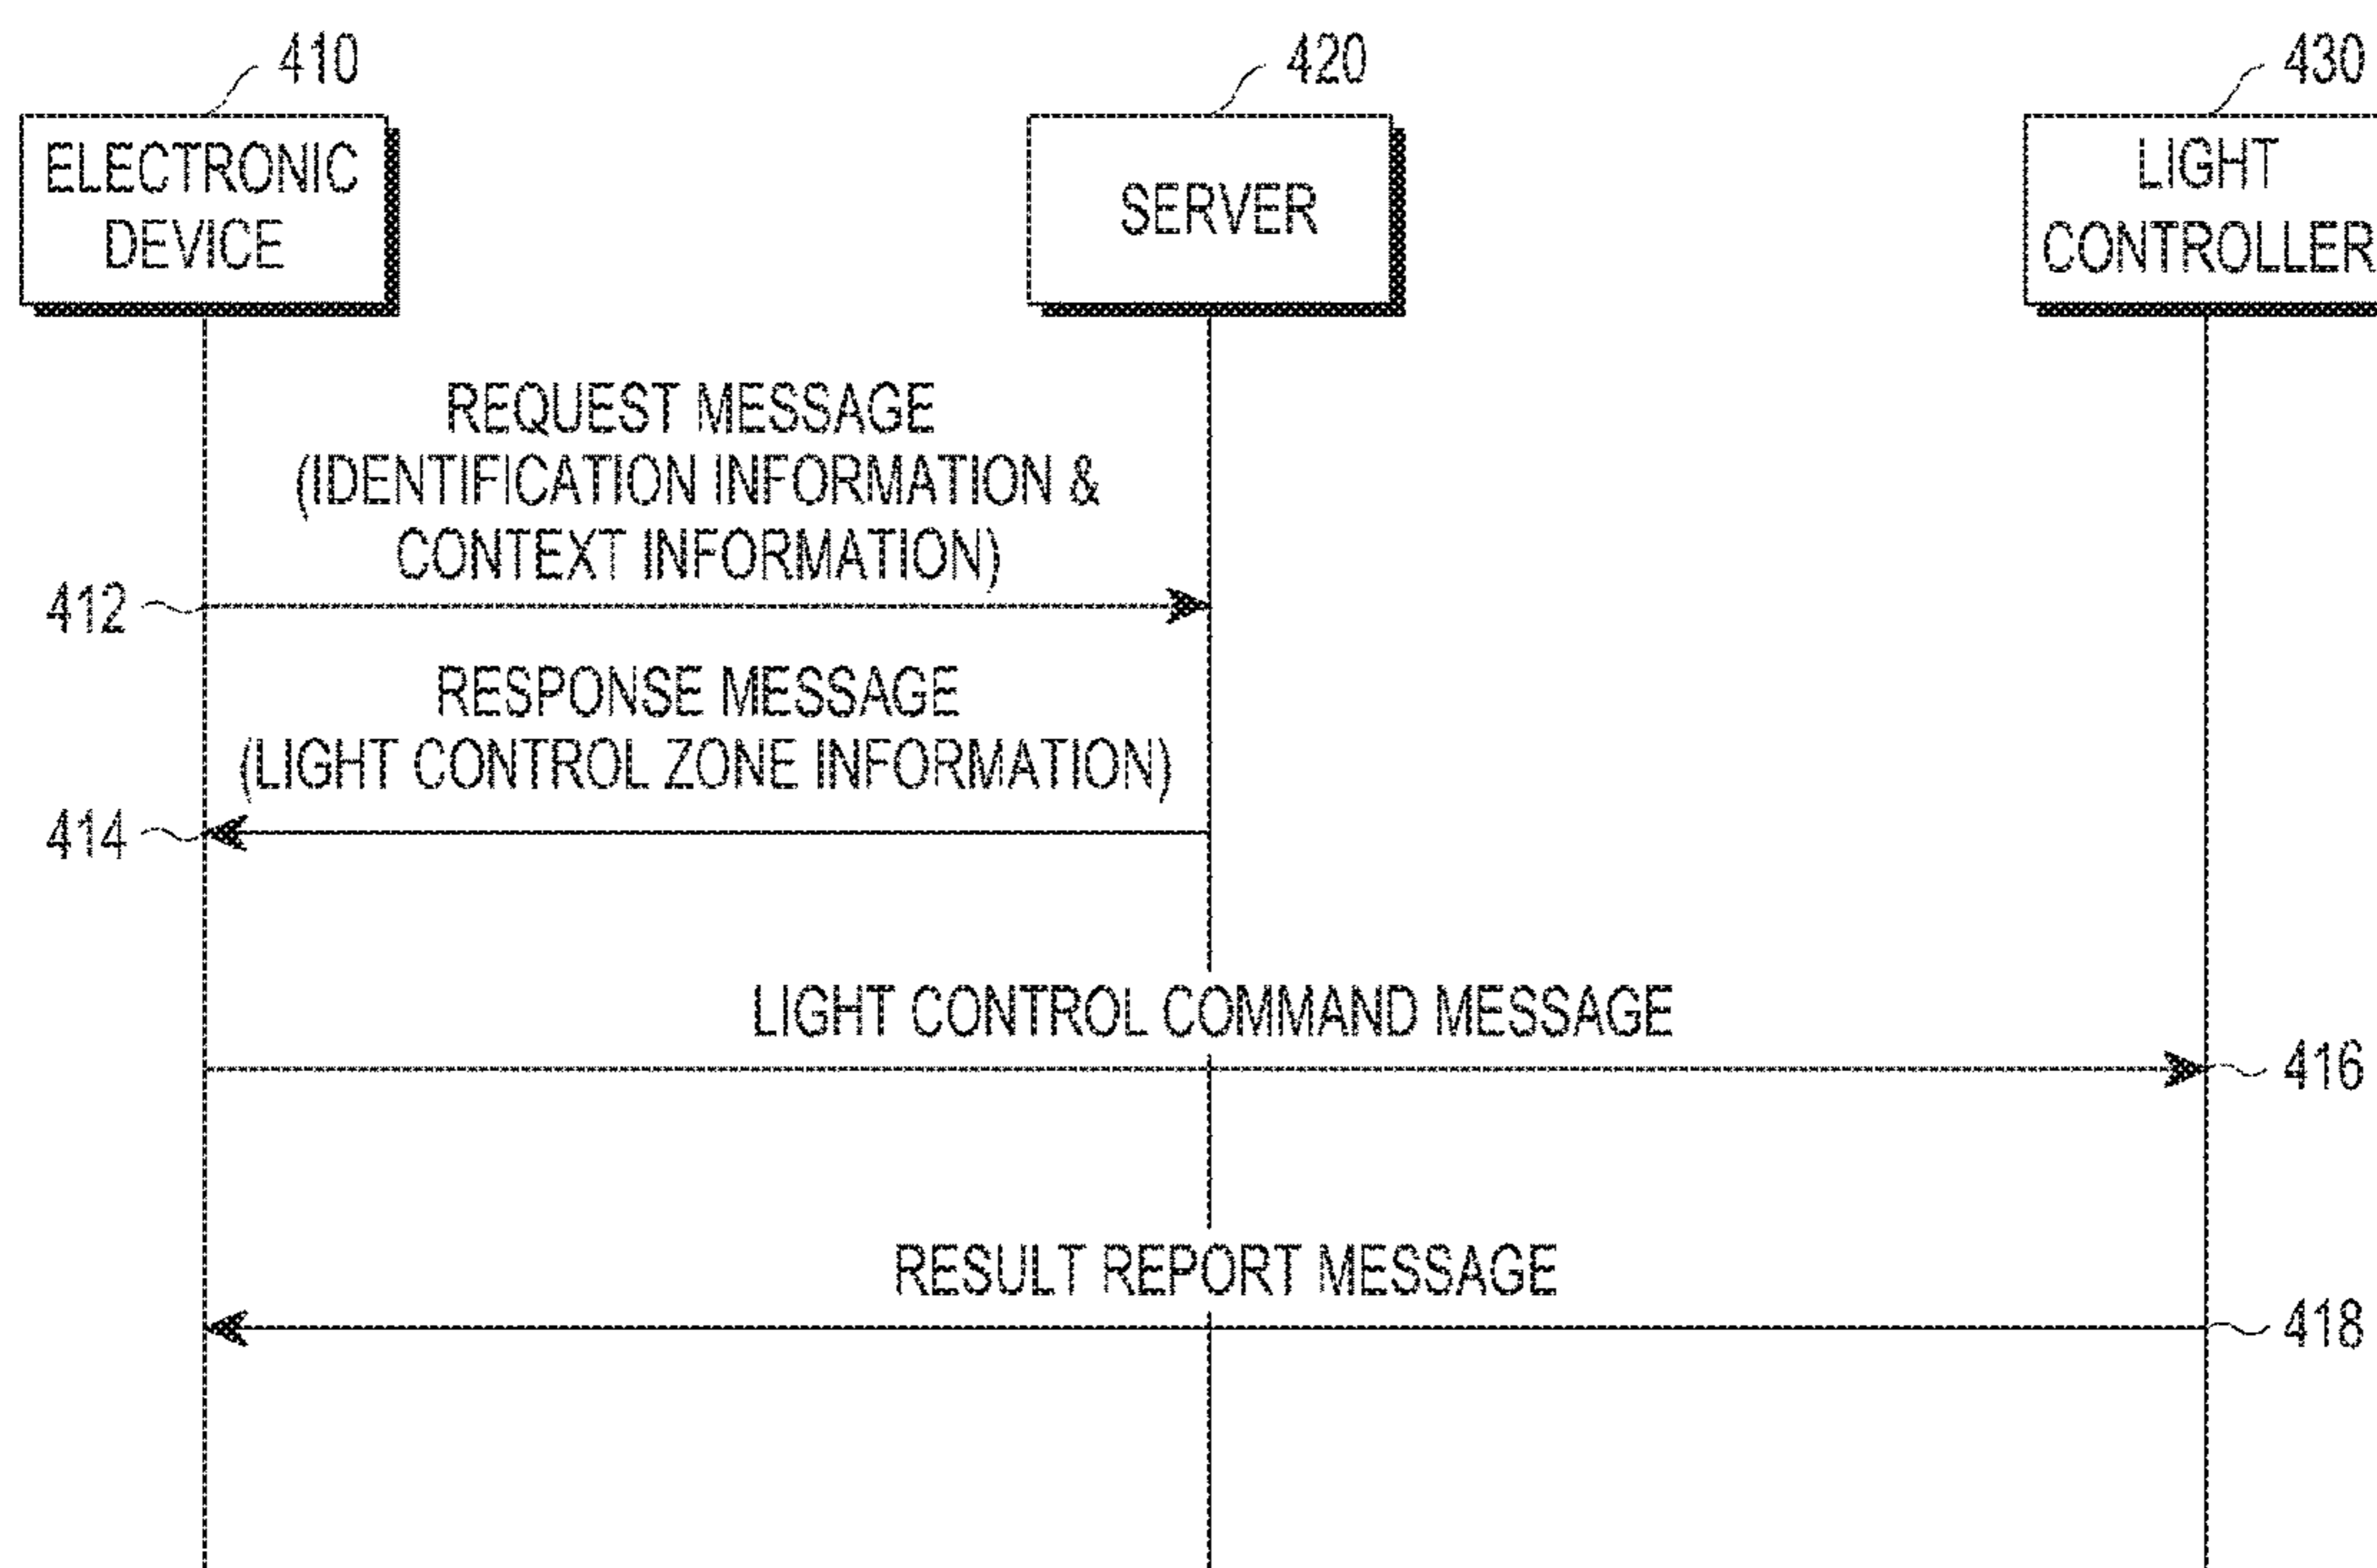 410
420
430
ELECTRONIC
DEVICE
SERVER
LIGHT
CONTROLLER
REQUEST MESSAGE
(IDENTIFICATION INFORMATION &
CONTEXT INFORMATION)
412
RESPONSE MESSAGE
(LIGHT CONTROL ZONE INFORMATION)
414
LIGHT CONTROL COMMAND MESSAGE
416
RESULT REPORT MESSAGE
418